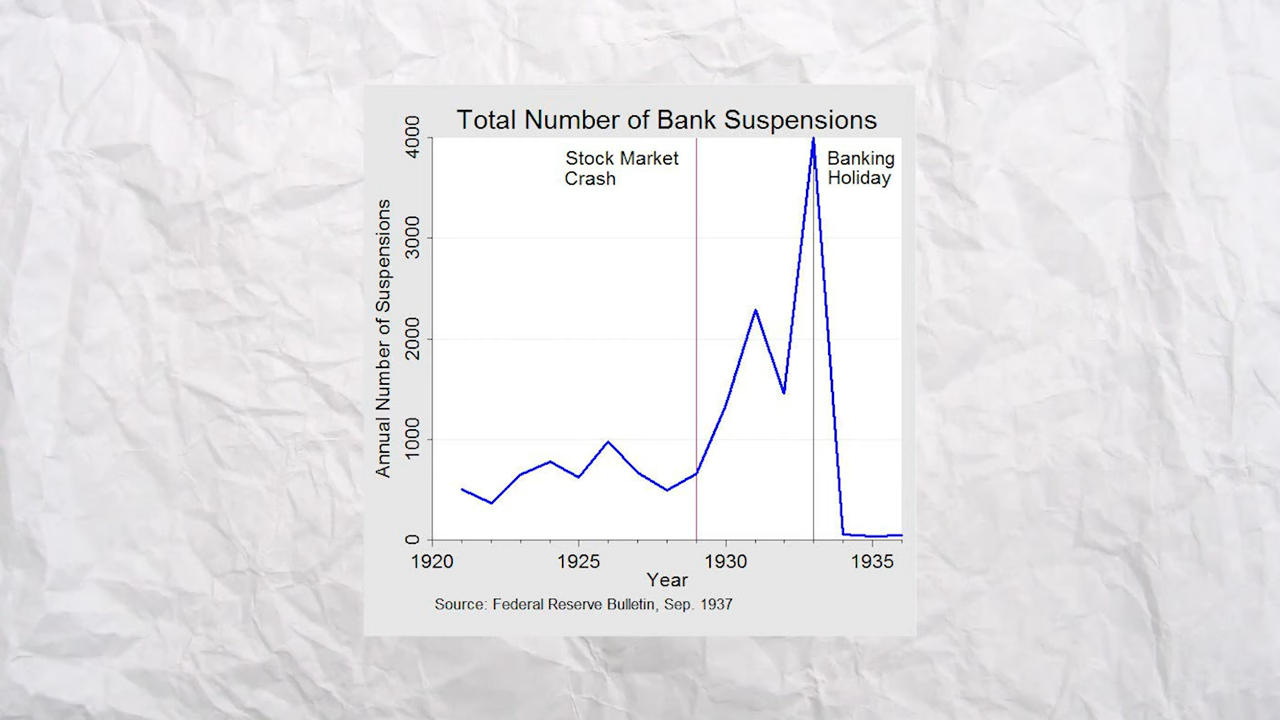 Total Number of Bank Suspensions
Stock Market
Crash
Banking
Holiday
Annual Number of Suspensions
4000
3000
2000
1000
0
1920
1925
1930
1935
Year
Source: Federal Reserve Bulletin, Sep. 1937